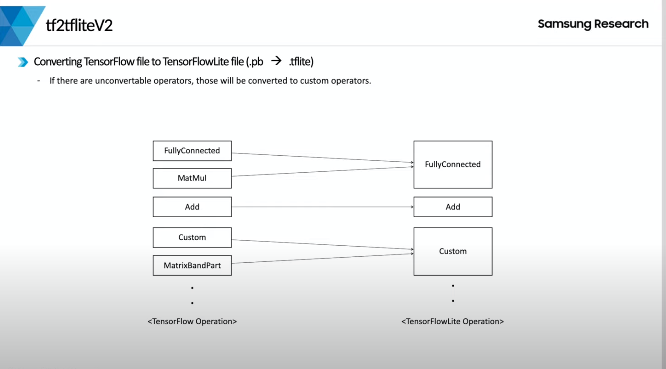 tf2tfliteV2
Samsung Research
Converting TensorFlow file to TensorFlowLite file (.pb → .tflite)
- If there are unconvertable operators, those will be converted to custom operators.
FullyConnected
MatMul
FullyConnected
Add
Add
Custom
MatrixBandPart
Custom
<TensorFlow Operation>
<TensorFlowLite Operation>